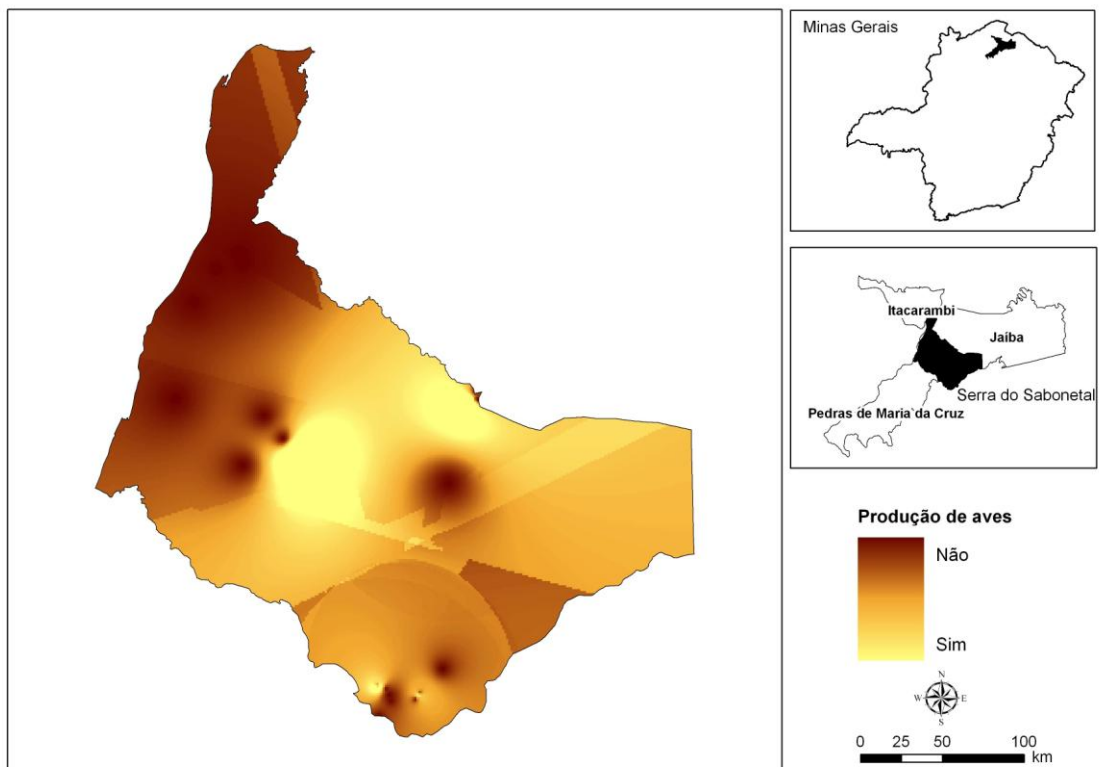 Minas Gerais
Itacarambi
Jaíba
Serra do Sabonetal
Pedras de Maria da Cruz
Produção de aves
Não
Sim
N
W E
S
0 25 50 100
km